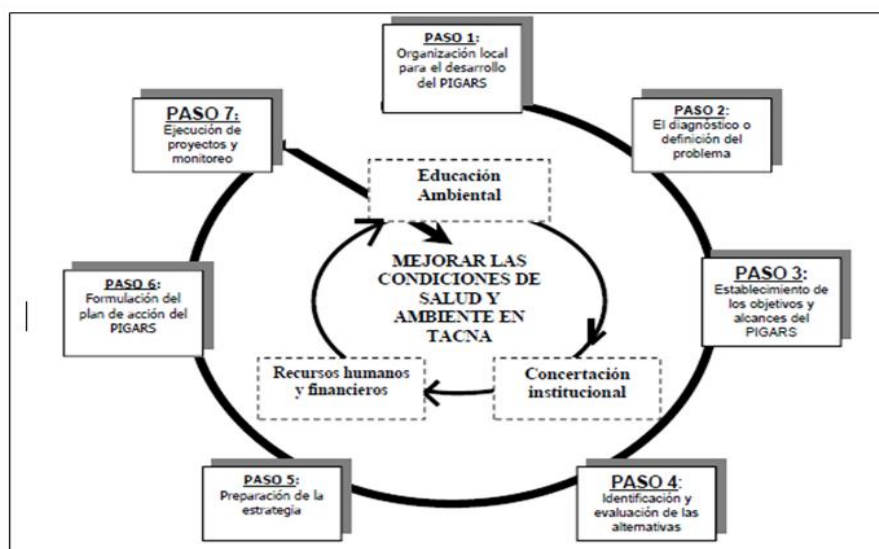 PASO 1:
Organización local
para el desarrollo
del PIGARS
PASO 2:
El diagnóstico o
definición del
problema
PASO 3:
Establecimiento de
los objetivos y
alcances del
PIGARS
PASO 4:
Identificación y
evaluación de las
alternativas
PASO 5:
Preparación de la
estrategia
PASO 6:
Formulación del
plan de acción del
PIGARS
PASO 7:
Ejecución de
proyectos y
monitoreo
Educación
Ambiental
MEJORAR LAS
CONDICIONES DE
SALUD Y
AMBIENTE EN
TACNA
Concertación
institucional
Recursos humanos
y financieros